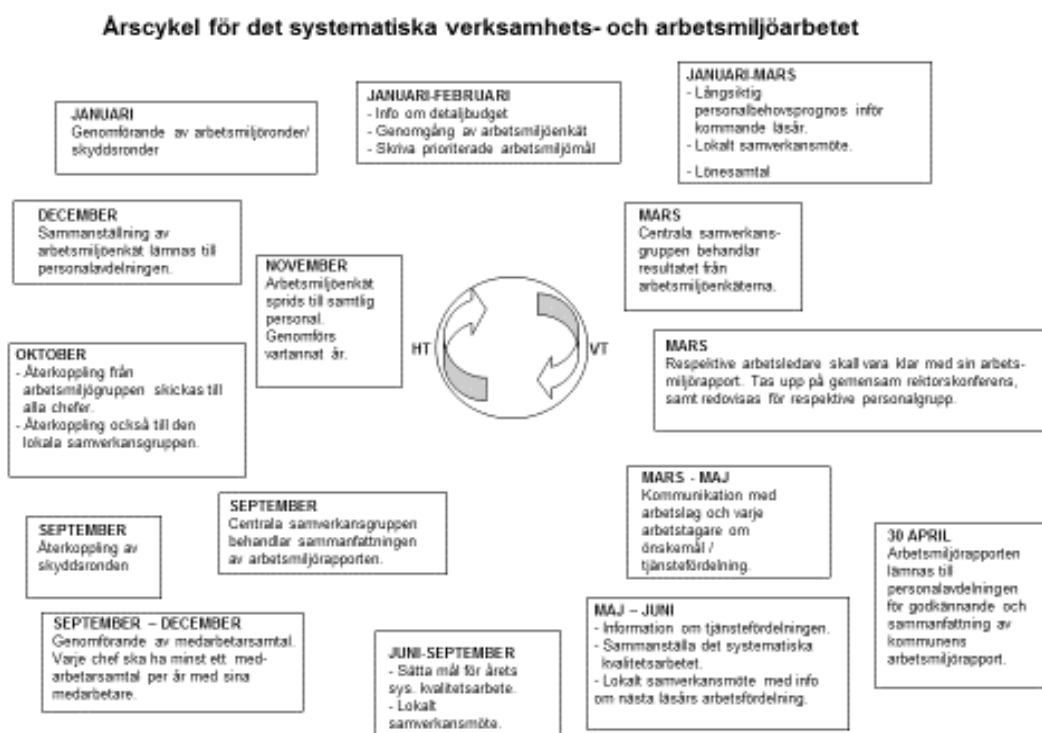 Årscykel för det systematiska verksamhets- och arbetsmiljöarbetet
JANUARI
Genomförande av arbetsmiljöronder/
skyddsronder
JANUARI-FEBRUARI
- Info om detaljbudget
- Genomgång av arbetsmiljöenkät
- Skriva prioriterade arbetsmiljömål
JANUARI-MARS
- Långsiktig
personalbehovsprognos inför
kommande läsår.
- Lokalt samverkansmöte.
- Lönesamtal
DECEMBER
Sammanställning av
arbetsmiljöenkät lämnas till
personalavdelningen.
NOVEMBER
Arbetsmiljöenkät
sprids till samtlig
personal.
Genomförs
vartannat år.
MARS
Centrala samverkans-
gruppen behandlar
resultatet från
arbetsmiljöenkäterna.
HT
VT
OKTOBER
- Återkoppling från
arbetsmiljögruppen skickas till
alla chefer.
- Återkoppling också till den
lokala samverkansgruppen.
MARS
Respektive arbetsledare skall vara klar med sin arbets-
miljörapport. Tas upp på gemensam rektorskonferens,
samt redovisas för respektive personalgrupp.
SEPTEMBER
Återkoppling av
skyddsronden
SEPTEMBER
Centrala samverkansgruppen
behandlar sammanfattningen
av arbetsmiljörapporten.
MARS - MAJ
Kommunikation med
arbetslag och varje
arbetstagare om
önskemål /
tjänstefördelning.
30 APRIL
Arbetsmiljörapporten
lämnas till
personalavdelningen
för godkännande och
sammanfattning av
kommunens
arbetsmiljörapport.
SEPTEMBER – DECEMBER
Genomförande av medarbetarsamtal.
Varje chef ska ha minst ett med-
arbetarsamtal per år med sina
medarbetare.
JUNI-SEPTEMBER
- Sätta mål för årets
sys. kvalitetsarbete.
- Lokalt
samverkansmöte.
MAJ – JUNI
- Information om tjänstefördelningen.
- Sammanställa det systematiska
kvalitetsarbetet.
- Lokalt samverkansmöte med info
om nästa läsårs arbetsfördelning.